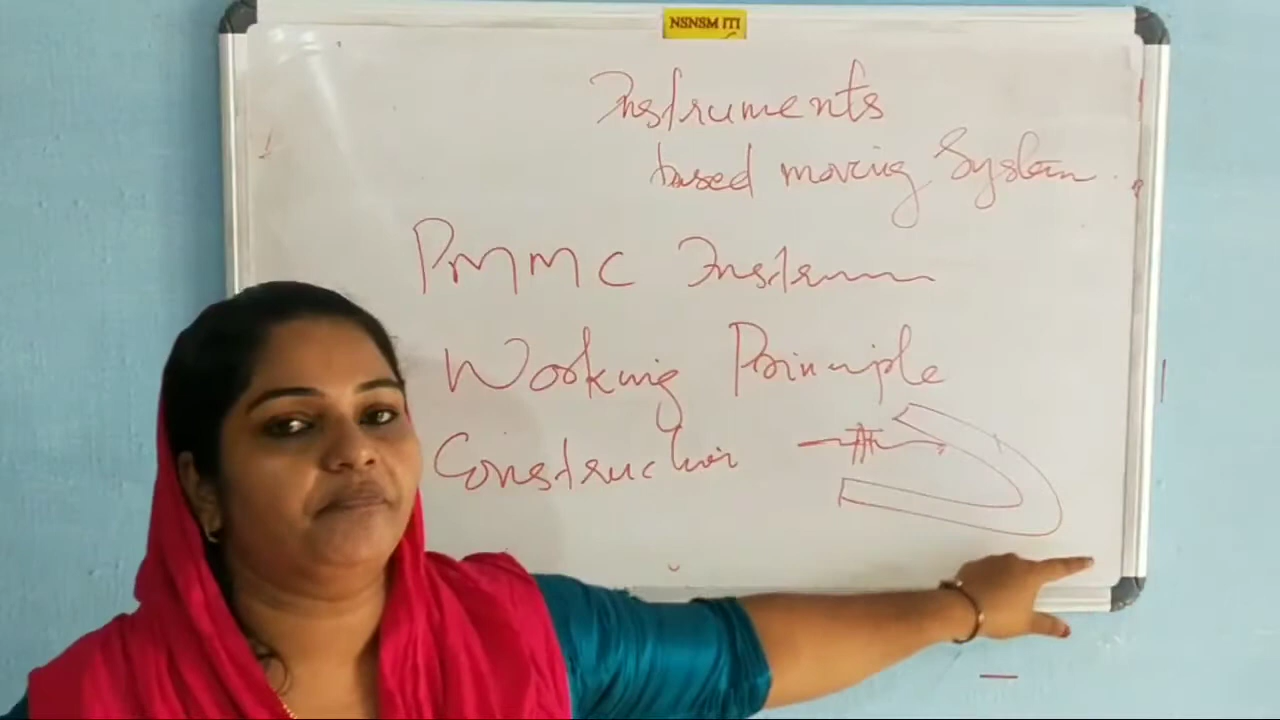 NSNSM ITI
Instruments
based moving System
PMMC Instrum
Working Principle
Construction